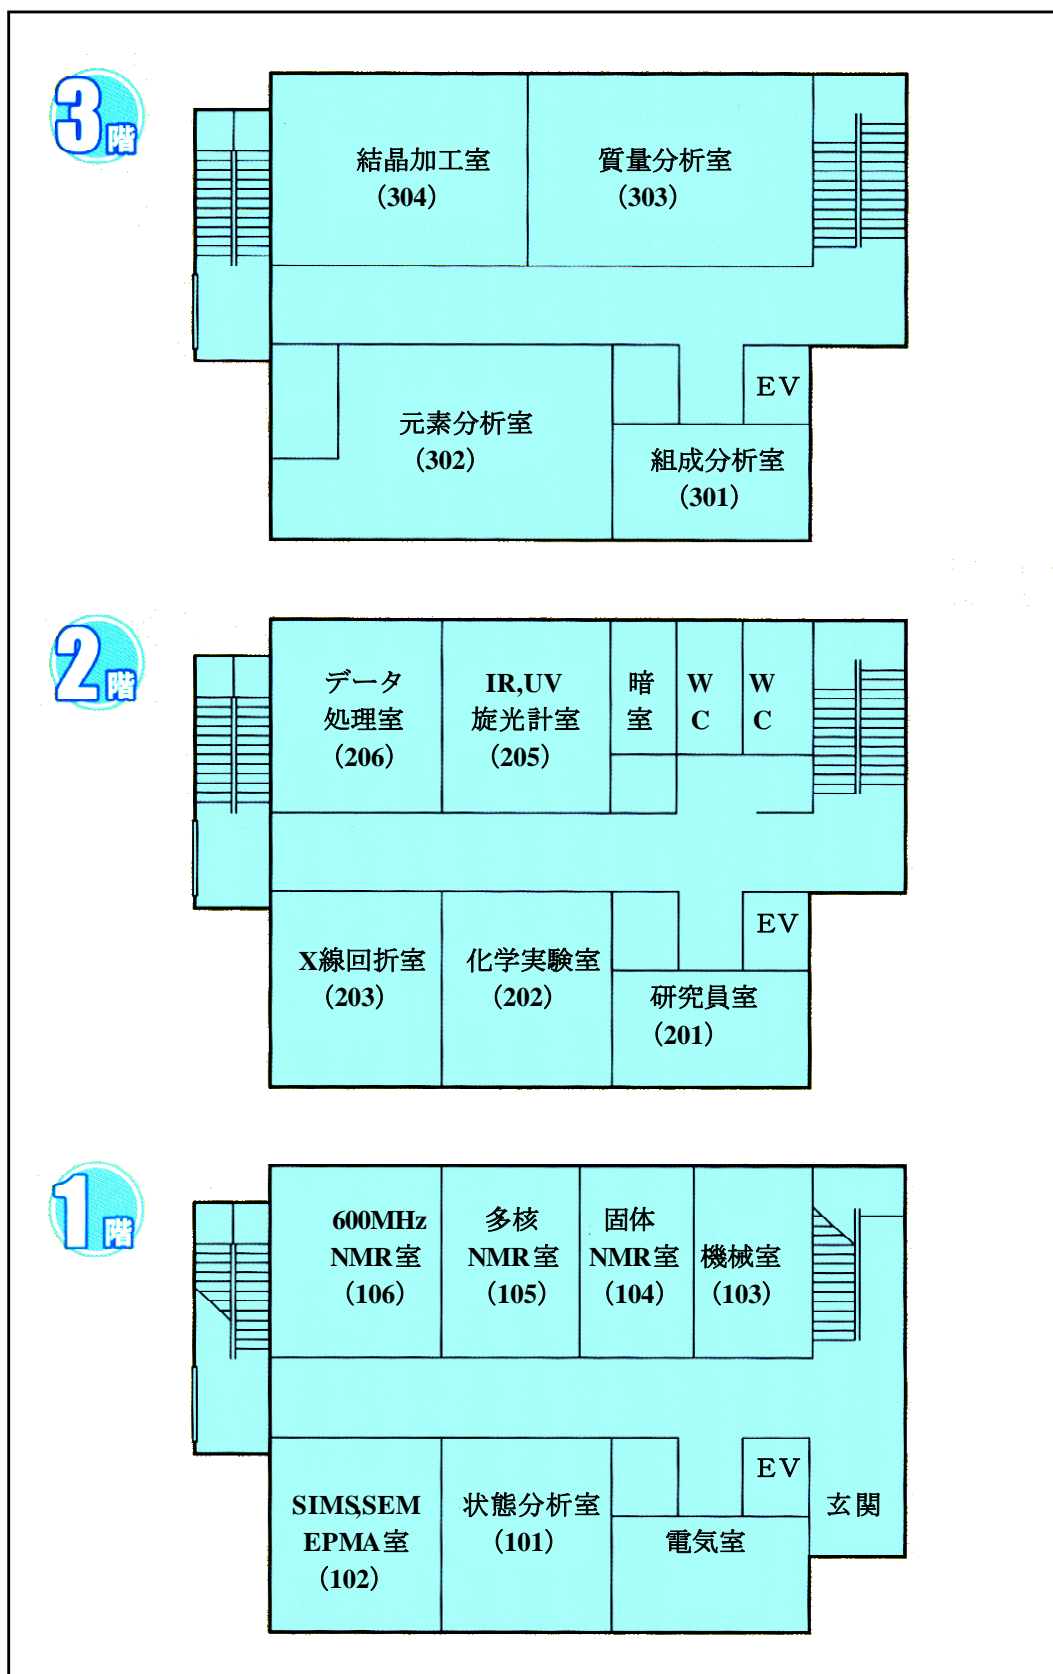 3階
結晶加工室
(304)
質量分析室
(303)
EV
元素分析室
(302)
組成分析室
(301)
2階
データ
処理室
(206)
IR,UV
旋光計室
(205)
暗
室
W
C
W
C
EV
X線回折室
(203)
化学実験室
(202)
研究員室
(201)
1階
600MHz
NMR室
(106)
多核
NMR室
(105)
固体
NMR室
(104)
機械室
(103)
EV
SIMS,SEM
EPMA室
(102)
状態分析室
(101)
電気室
玄関